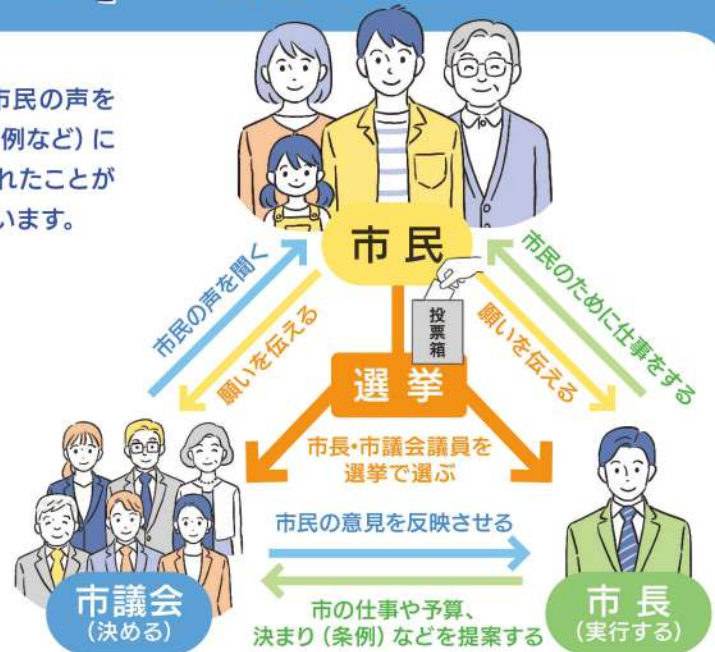 市民の声を
例など）に
れたことが
います。
市民
市民の声を聞く
願いを伝える
投票箱
願いを伝える
市民のために仕事をする
選挙
市長・市議会議員を
選挙で選ぶ
市民の意見を反映させる
市の仕事や予算、
決まり（条例）などを提案する
市議会
（決める）
市長
（実行する）